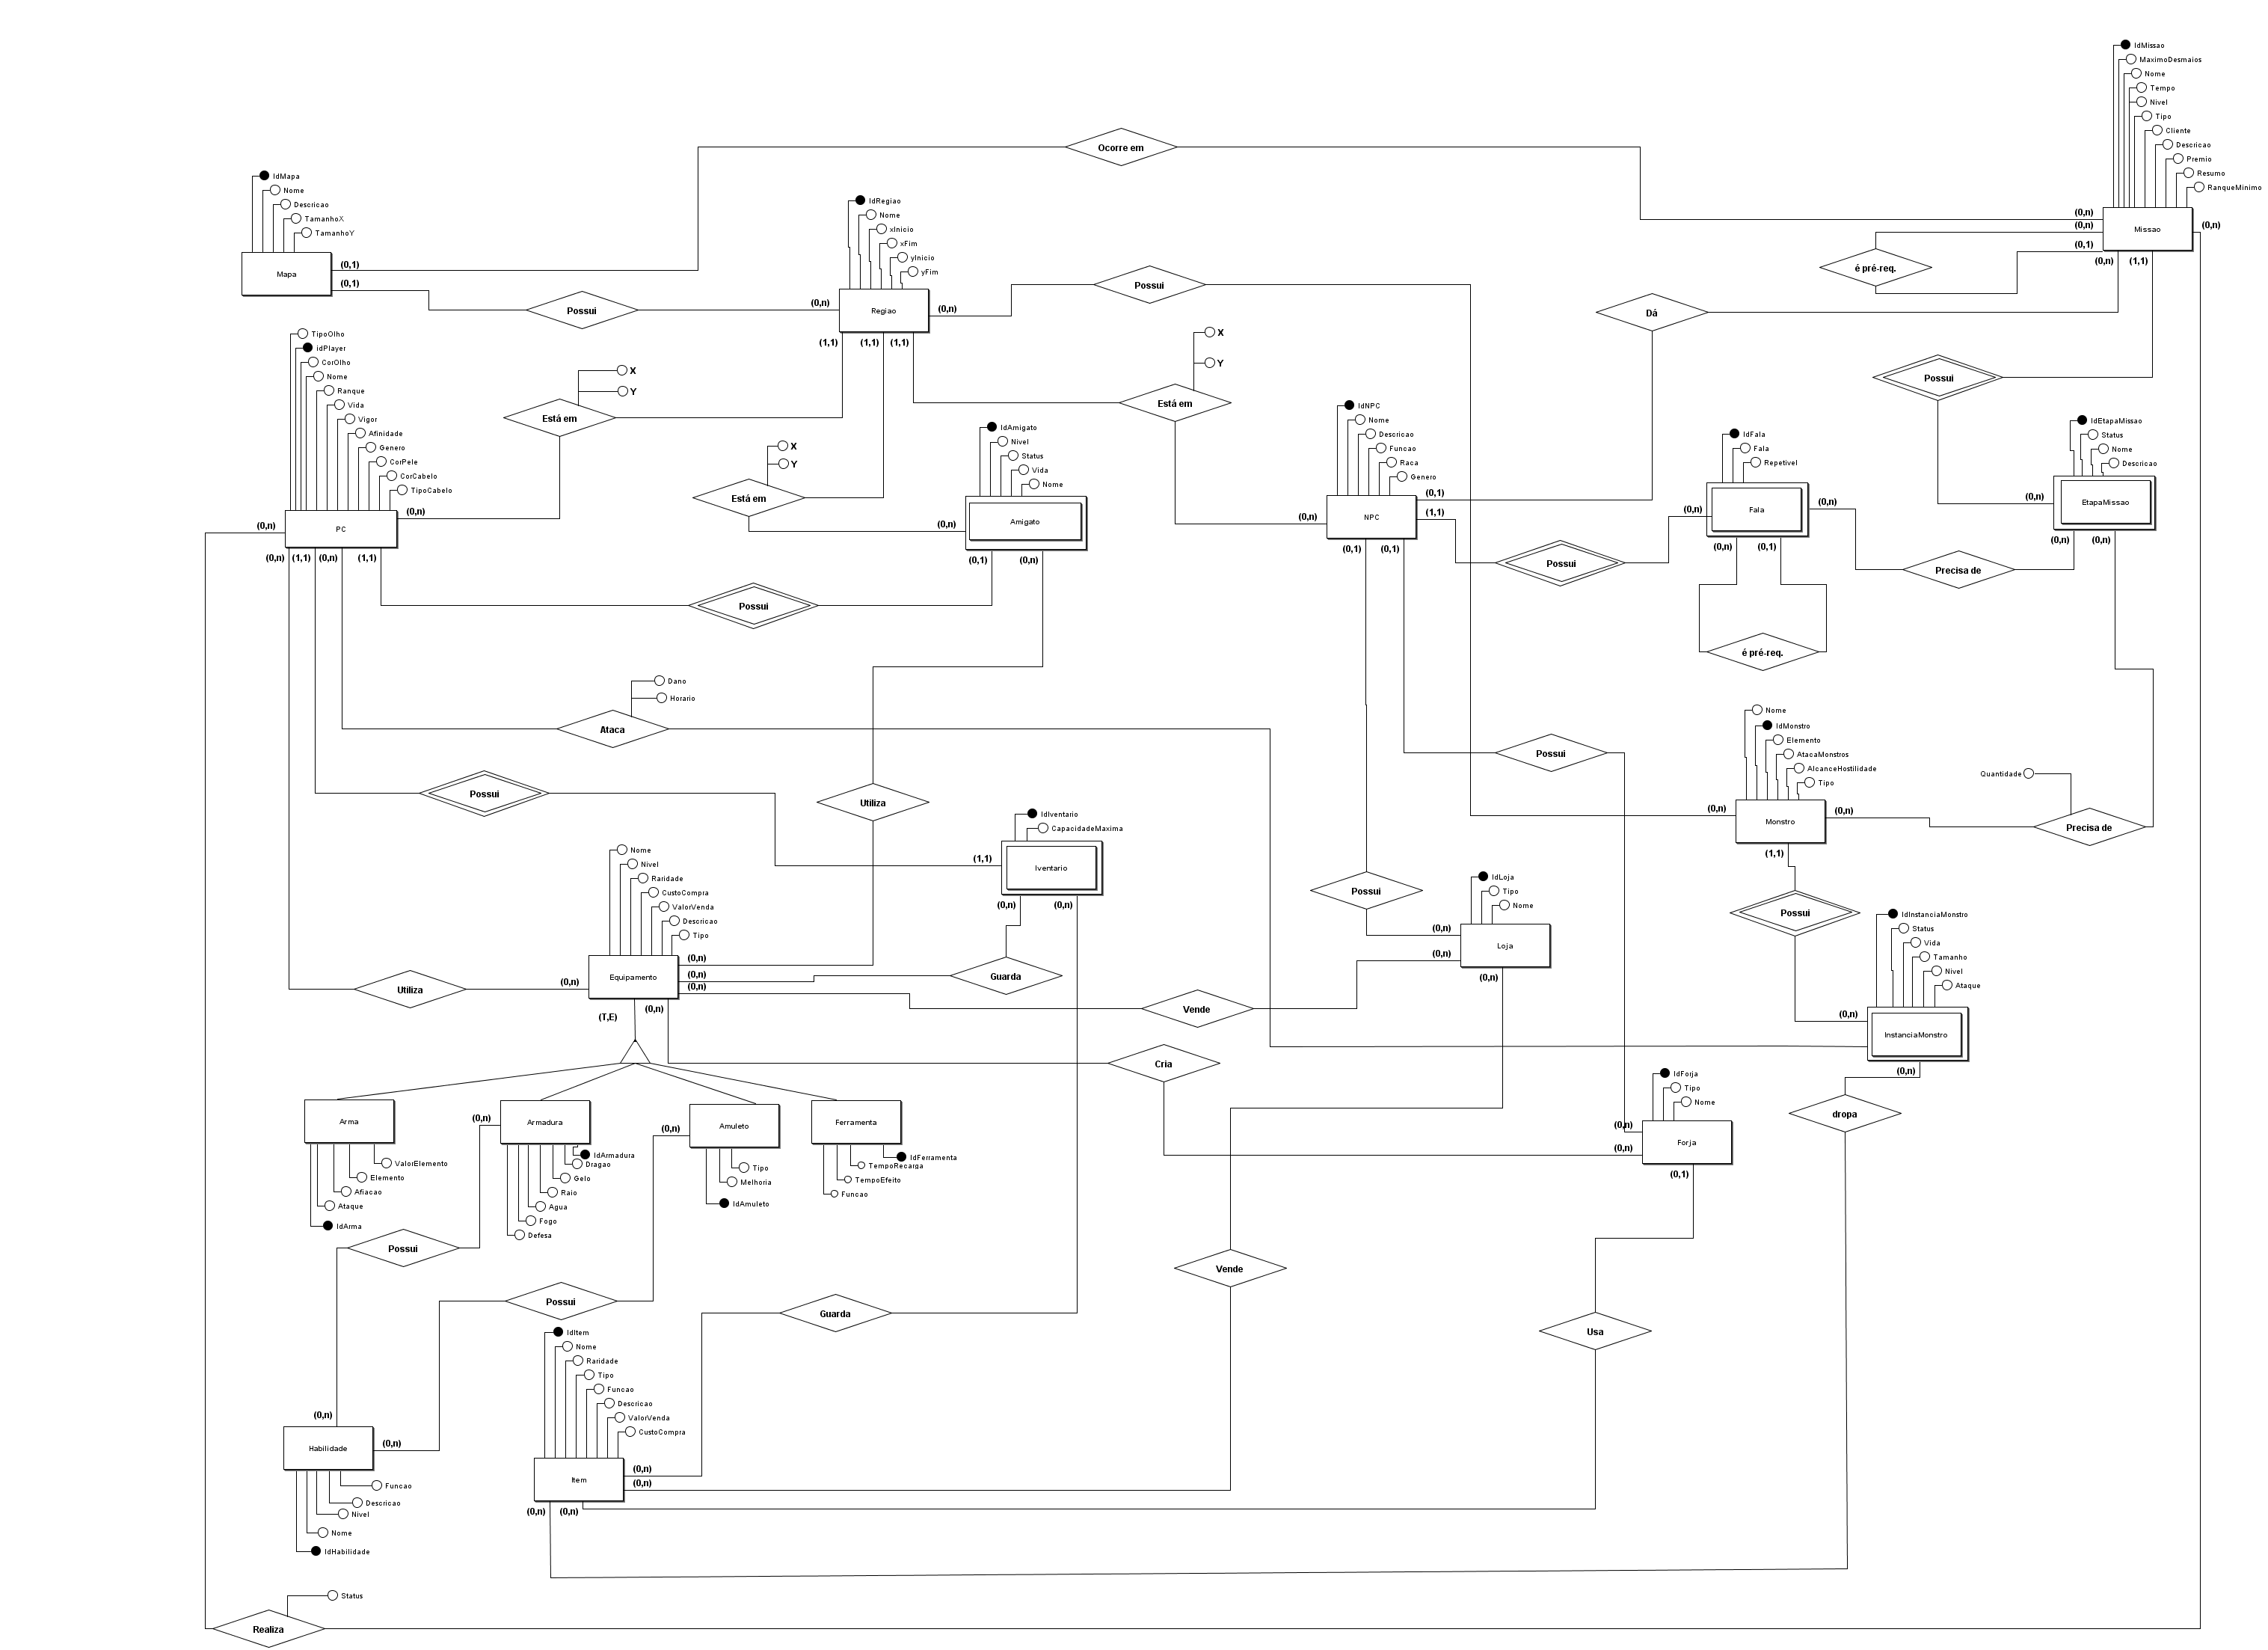 IdMissao
MaximoDesmaios
Nome
Tempo
Nivel
Tipo
Cliente
Descricao
Premio
Resumo
RanqueMinimo
Missao
(0,n)
(0,n)
(0,1)
(0,n)
(1,1)
(0,n)
Ocorre em
é pré-req.
IdMapa
Nome
Descricao
TamanhoX
TamanhoY
Mapa
(0,1)
(0,1)
Possui
IdRegiao
Nome
xInicio
xFim
yInicio
yFim
Regiao
(0,n)
(0,n)
(1,1)
(1,1)
(1,1)
Possui
Dá
TipoOlho
idPlayer
CorOlho
Nome
Ranque
Vida
Vigor
Afinidade
Genero
CorPele
CorCabelo
TipoCabelo
PC
(0,n)
(0,n)
(0,n)
(1,1)
(0,n)
(1,1)
X
Y
Está em
X
Y
Está em
X
Y
Está em
IdAmigato
Nivel
Status
Vida
Nome
Amigato
(0,n)
(0,1)
(0,n)
Possui
IdNPC
Nome
Descricao
Funcao
Raca
Genero
NPC
(0,n)
(0,1)
(1,1)
(0,1)
(0,1)
Possui
IdFala
Fala
Repetivel
Fala
(0,n)
(0,n)
(0,n)
(0,1)
é pré-req.
Possui
IdEtapaMissao
Status
Nome
Descricao
EtapaMissao
(0,n)
(0,n)
(0,n)
Precisa de
Dano
Horario
Ataca
Possui
Utiliza
Possui
Nome
IdMonstro
Elemento
AtacaMonstros
AlcanceHostilidade
Tipo
Monstro
(0,n)
(0,n)
(1,1)
Quantidade
Precisa de
IdIventario
CapacidadeMaxima
Iventario
(1,1)
(0,n)
(0,n)
Nome
Nivel
Raridade
CustoCompra
ValorVenda
Descricao
Tipo
Equipamento
(0,n)
(0,n)
(0,n)
(0,n)
(0,n)
(T,E)
Utiliza
Guarda
Vende
Cria
Possui
IdLoja
Tipo
Nome
Loja
(0,n)
(0,n)
(0,n)
Possui
IdInstanciaMonstro
Status
Vida
Tamanho
Nivel
Ataque
InstanciaMonstro
(0,n)
(0,n)
dropa
IdForja
Tipo
Nome
Forja
(0,n)
(0,n)
(0,1)
Arma
ValorElemento
Elemento
Afiacao
Ataque
IdArma
Armadura
(0,n)
IdArmadura
Dragao
Gelo
Raio
Agua
Fogo
Defesa
Amuleto
(0,n)
Tipo
Melhoria
IdAmuleto
Ferramenta
IdFerramenta
TempoRecarga
TempoEfeito
Funcao
Possui
Possui
Guarda
Vende
Usa
IdItem
Nome
Raridade
Tipo
Funcao
Descricao
ValorVenda
CustoCompra
Item
(0,n)
(0,n)
(0,n)
(0,n)
(0,n)
Habilidade
(0,n)
Funcao
Descricao
Nivel
Nome
IdHabilidade
Status
Realiza